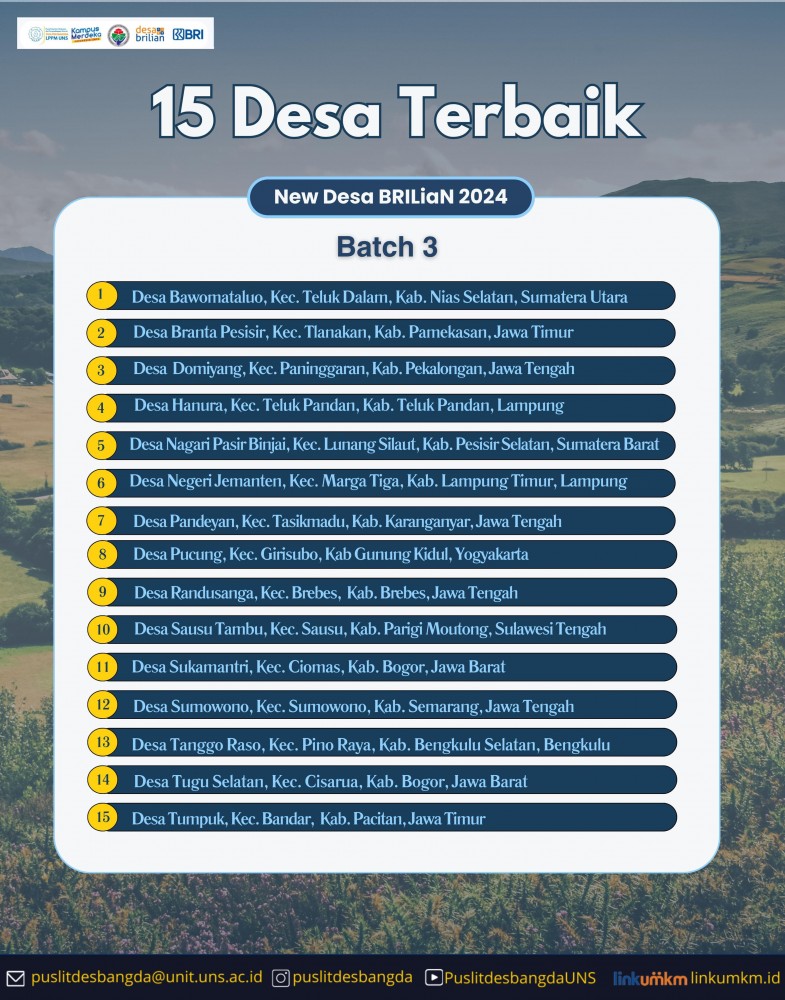 LPPM UNS
Kampus
Merdeka
desa
brilian
BRI
15 Desa Terbaik
New Desa BRILiaN 2024
Batch 3
1 Desa Bawomataluo, Kec. Teluk Dalam, Kab. Nias Selatan, Sumatera Utara
2 Desa Branta Pesisir, Kec. Tlanakan, Kab. Pamekasan, Jawa Timur
3 Desa Domiyang, Kec. Paninggaran, Kab. Pekalongan, Jawa Tengah
4 Desa Hanura, Kec. Teluk Pandan, Kab. Teluk Pandan, Lampung
5 Desa Nagari Pasir Binjai, Kec. Lunang Silaut, Kab. Pesisir Selatan, Sumatera Barat
6 Desa Negeri Jemanten, Kec. Marga Tiga, Kab. Lampung Timur, Lampung
7 Desa Pandeyan, Kec. Tasikmadu, Kab. Karanganyar, Jawa Tengah
8 Desa Pucung, Kec. Girisubo, Kab Gunung Kidul, Yogyakarta
9 Desa Randusanga, Kec. Brebes, Kab. Brebes, Jawa Tengah
10 Desa Sausu Tambu, Kec. Sausu, Kab. Parigi Moutong, Sulawesi Tengah
11 Desa Sukamantri, Kec. Ciomas, Kab. Bogor, Jawa Barat
12 Desa Sumowono, Kec. Sumowono, Kab. Semarang, Jawa Tengah
13 Desa Tanggo Raso, Kec. Pino Raya, Kab. Bengkulu Selatan, Bengkulu
14 Desa Tugu Selatan, Kec. Cisarua, Kab. Bogor, Jawa Barat
15 Desa Tumpuk, Kec. Bandar, Kab. Pacitan, Jawa Timur
puslitdesbangda@unit.uns.ac.id puslitdesbangda PuslitdesbangdaUNS linkumkm linkumkm.id